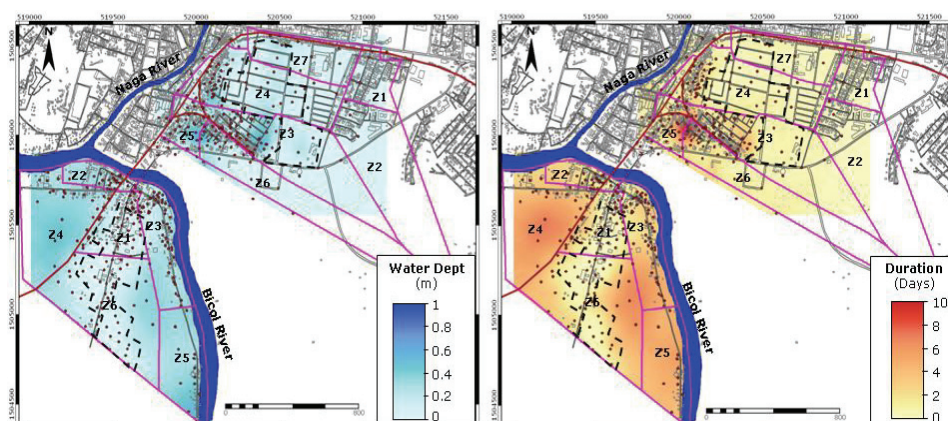 519000 519500 520000 520500 521000 521500
1506500
1506000
1505500
1505000
1504500
N
Naga River
Z7
Z4
Z1
Z5
Z3
Z2
Z6
Z2
Z4
Z1
Z3
Z6
Z5
Bicol River
Water Dept
(m)
1
0.8
0.6
0.4
0.2
0
600
519000 519500 520000 520500 521000 521500
1506500
1506000
1505500
1505000
1504500
N
Naga River
Z7
Z4
Z1
Z5
Z3
Z2
Z6
Z2
Z4
Z1
Z3
Z6
Z5
Bicol River
Duration
(Days)
10
8
6
4
2
0
800